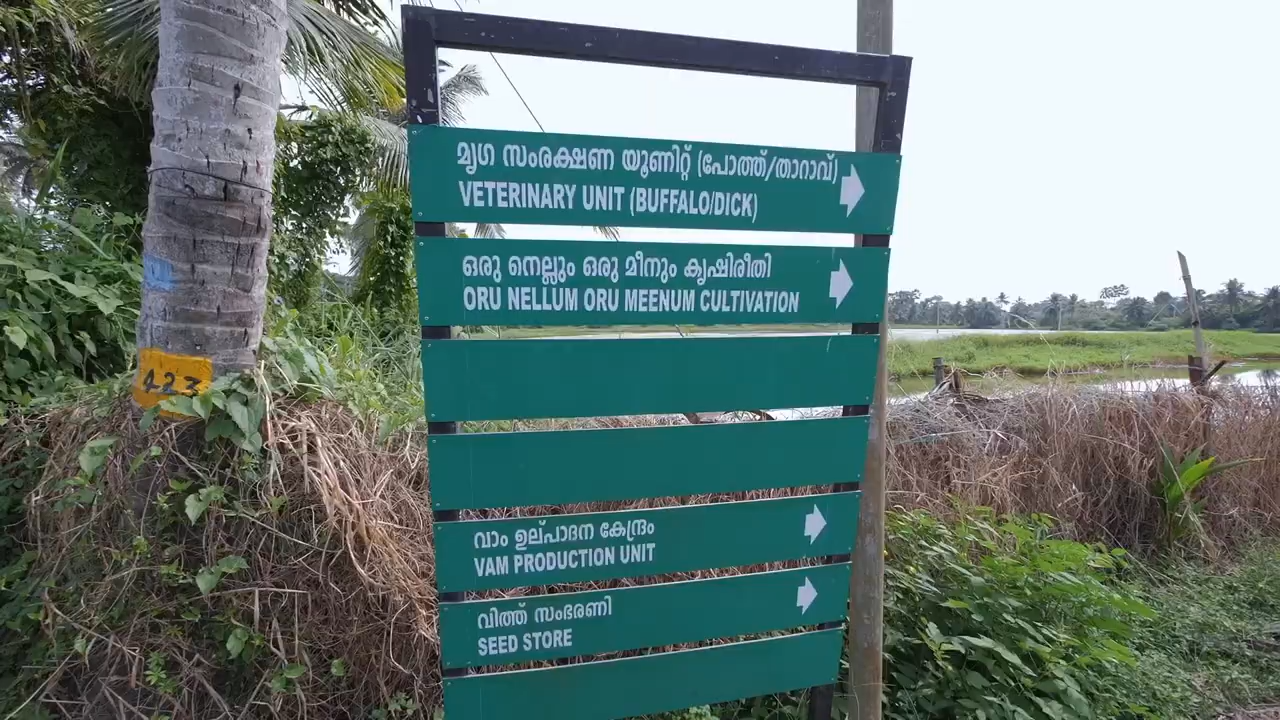 മൃഗ സംരക്ഷണ യൂണിറ്റ് (പോത്ത്/താറാവ്)
VETERINARY UNIT (BUFFALO/DICK)
ഒരു നെല്ലും ഒരു മീനും കൃഷിരീതി
ORU NELLUM ORU MEENUM CULTIVATION
വാം ഉല്പാദന കേന്ദ്രം
VAM PRODUCTION UNIT
വിത്ത് സംഭരണി
SEED STORE
423